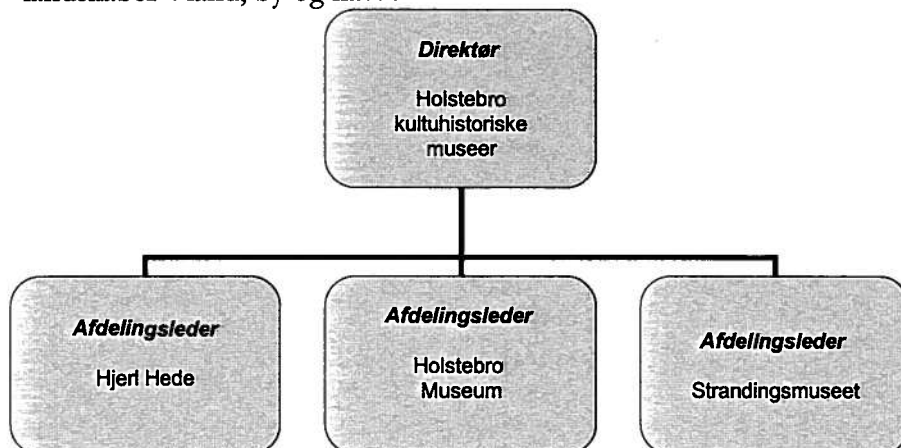 Direktør
Holstebro
kultuhistoriske
museer
Afdelingsleder
Hjerl Hede
Afdelingsleder
Holstebro
Museum
Afdelingsleder
Strandingsmuseet